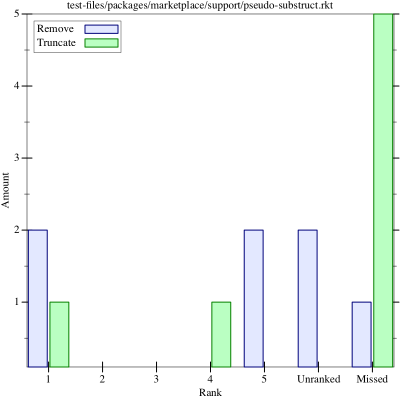 test-files/packages/marketplace/support/pseudo-substruct.rkt
Remove
Truncate
5
4
3
2
1
Amount
1 2 3 4 5 Unranked Missed
Rank